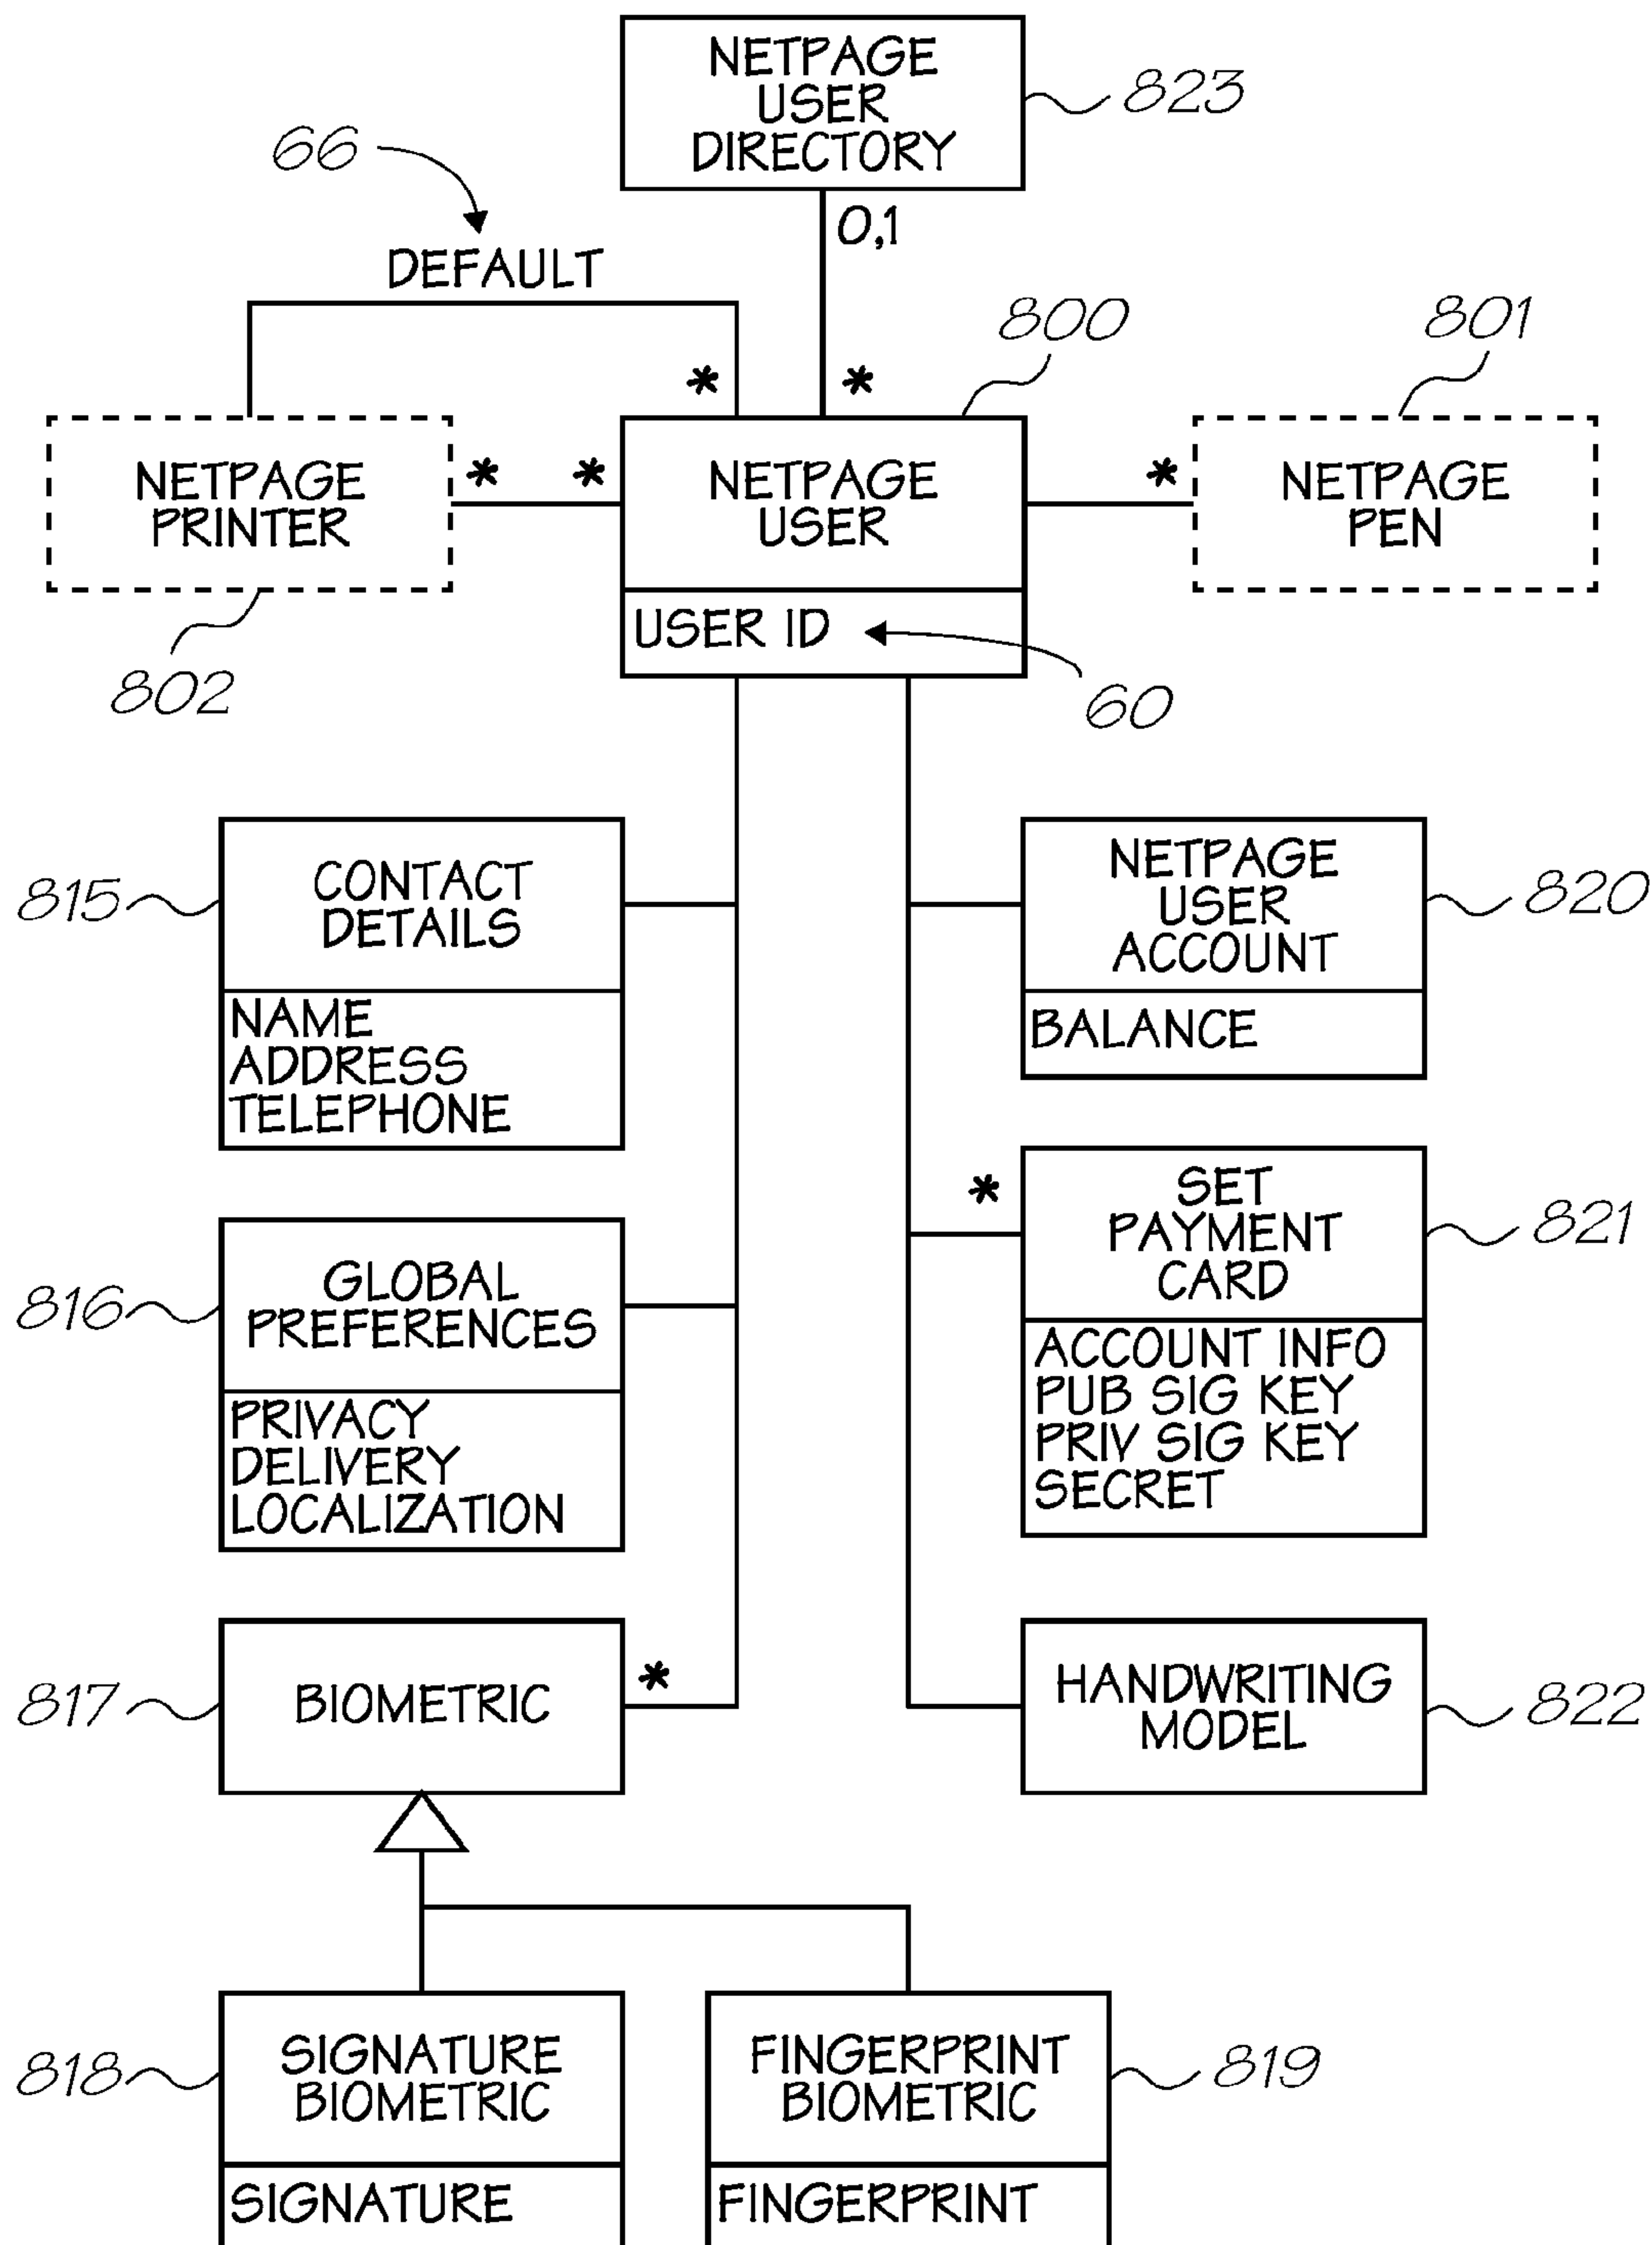 NETPAGE
USER
DIRECTORY
823
66
0,1
DEFAULT
800
801
*
*
NETPAGE
PRINTER
*
*
NETPAGE
USER
*
NETPAGE
PEN
USER ID
802
60
CONTACT
DETAILS
815
NAME
ADDRESS
TELEPHONE
NETPAGE
USER
ACCOUNT
820
BALANCE
*
SET
PAYMENT
CARD
821
ACCOUNT INFO
PUB SIG KEY
PRIV SIG KEY
SECRET
GLOBAL
PREFERENCES
816
PRIVACY
DELIVERY
LOCALIZATION
817
BIOMETRIC
*
HANDWRITING
MODEL
822
818
SIGNATURE
BIOMETRIC
SIGNATURE
FINGERPRINT
BIOMETRIC
819
FINGERPRINT